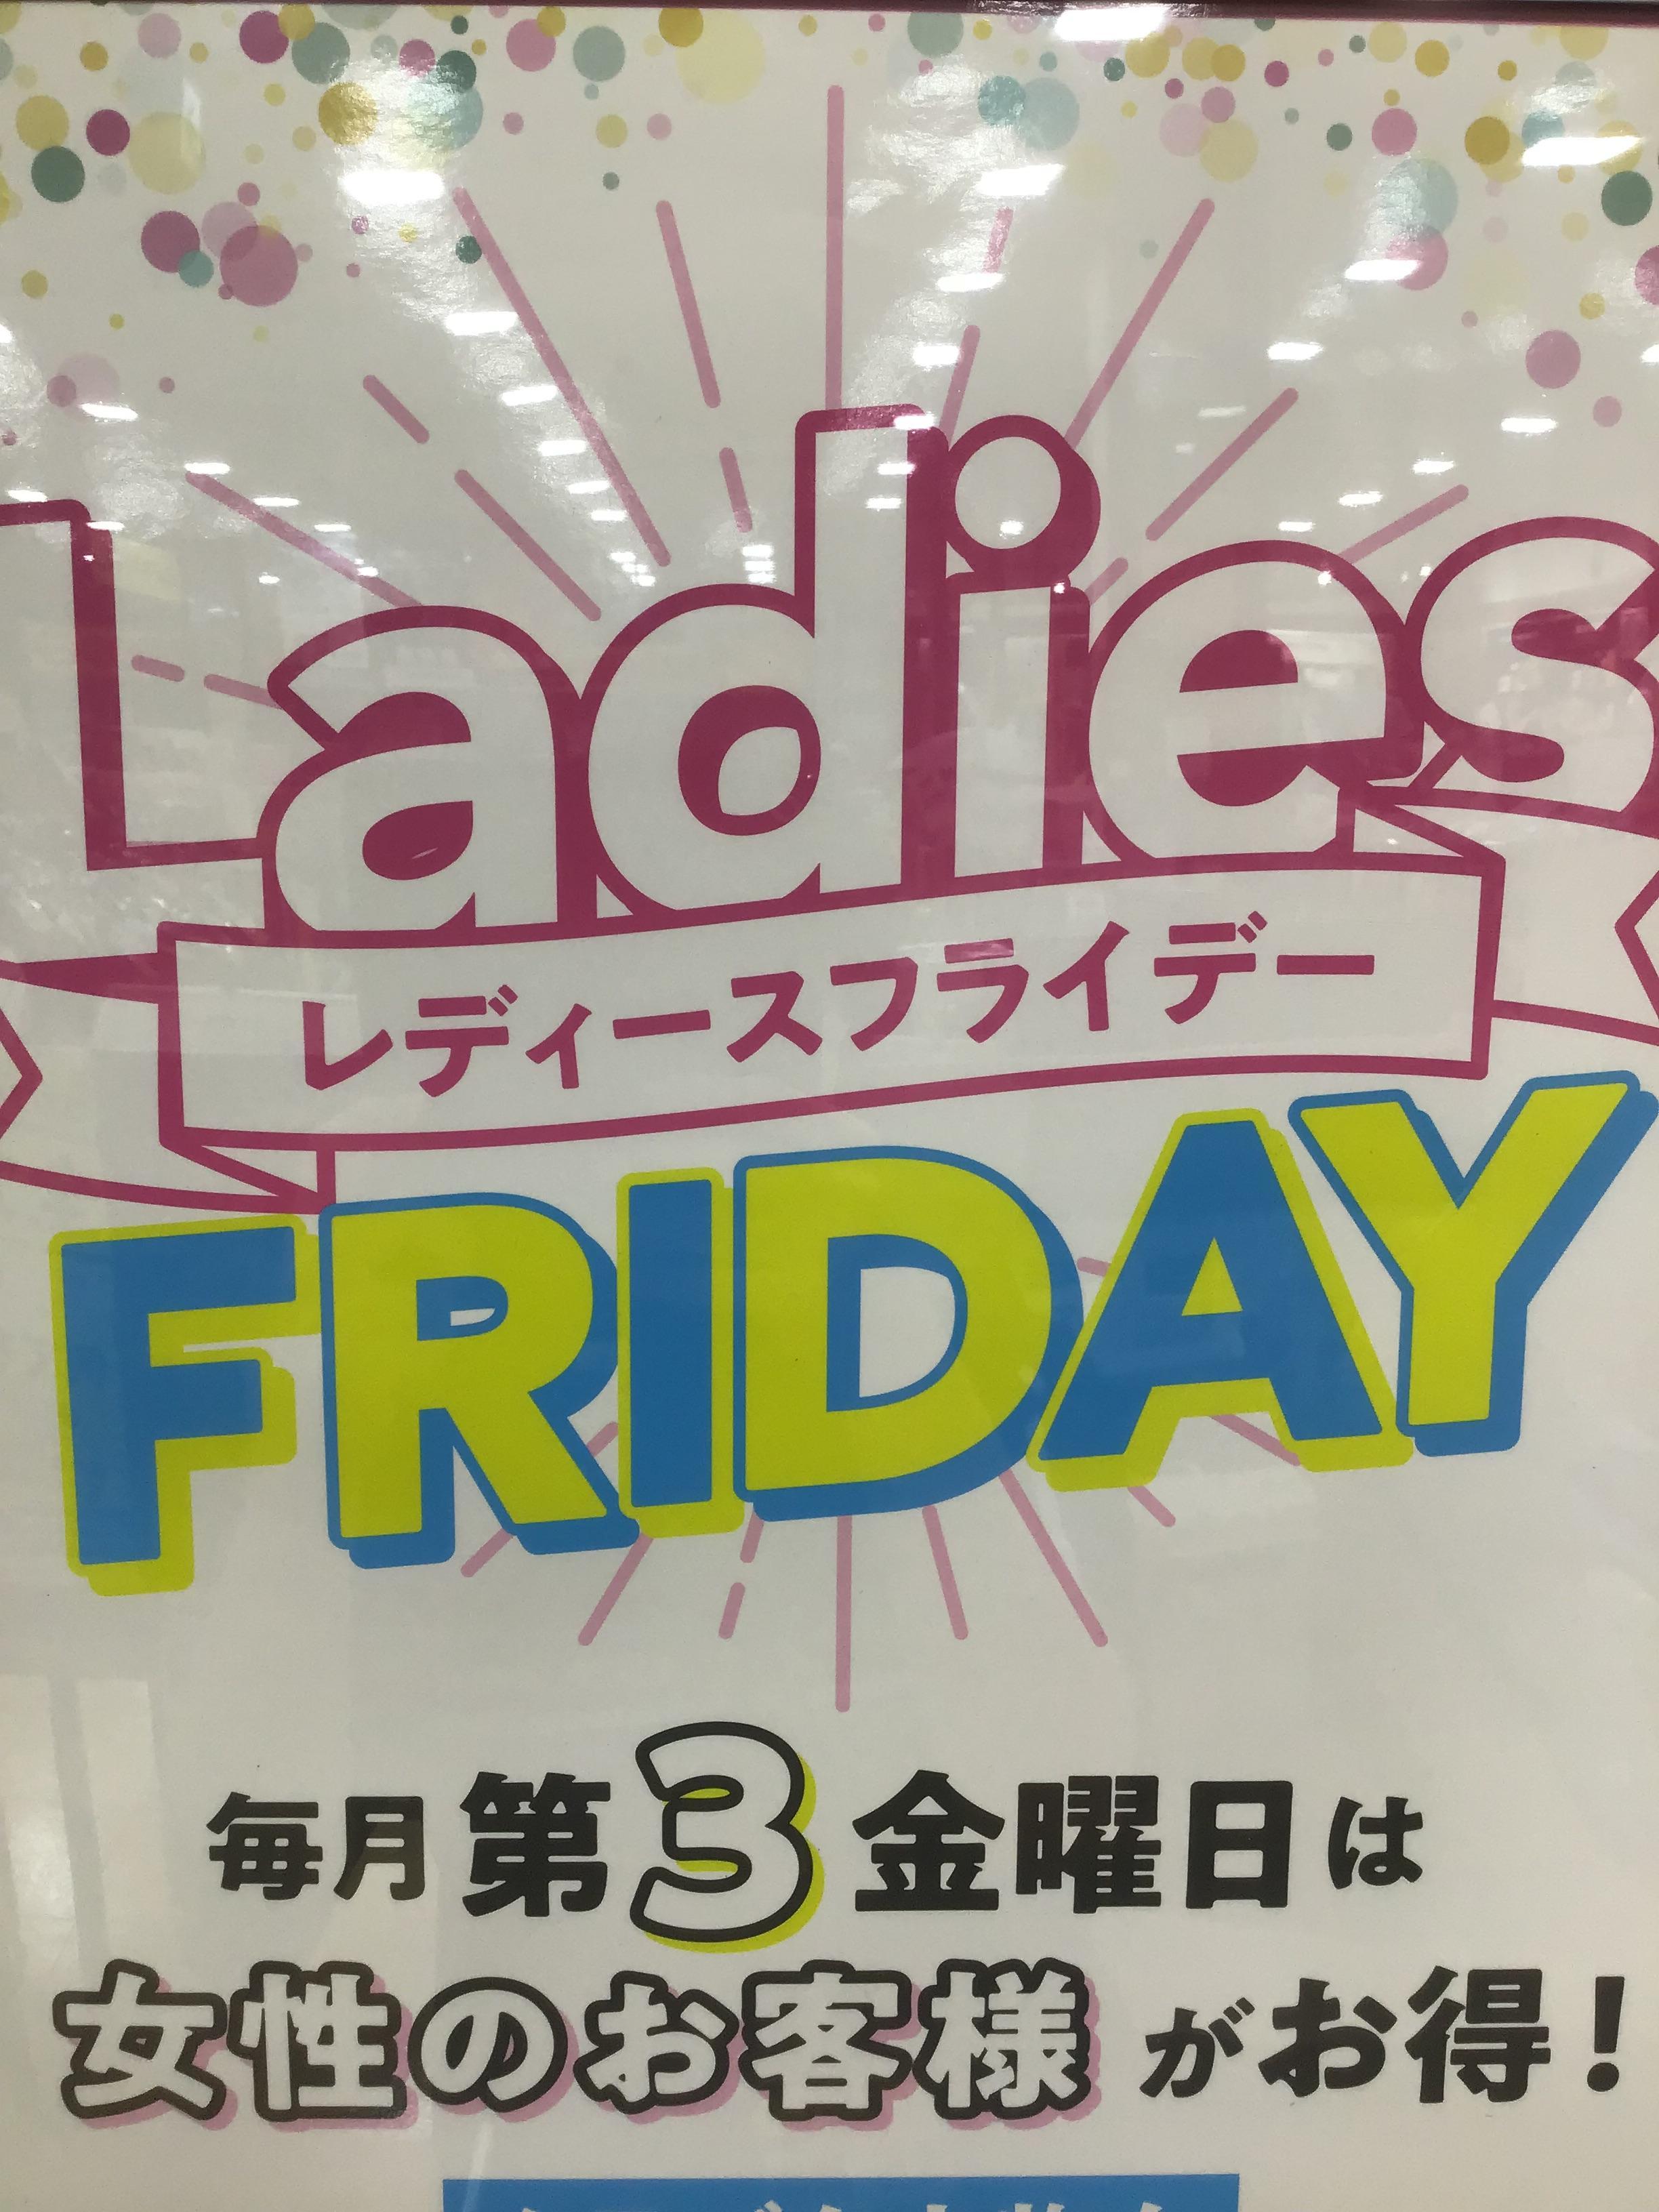 Ladies
レディースフライデー
FRIDAY
毎月第3金曜日は
女性のお客様がお得!